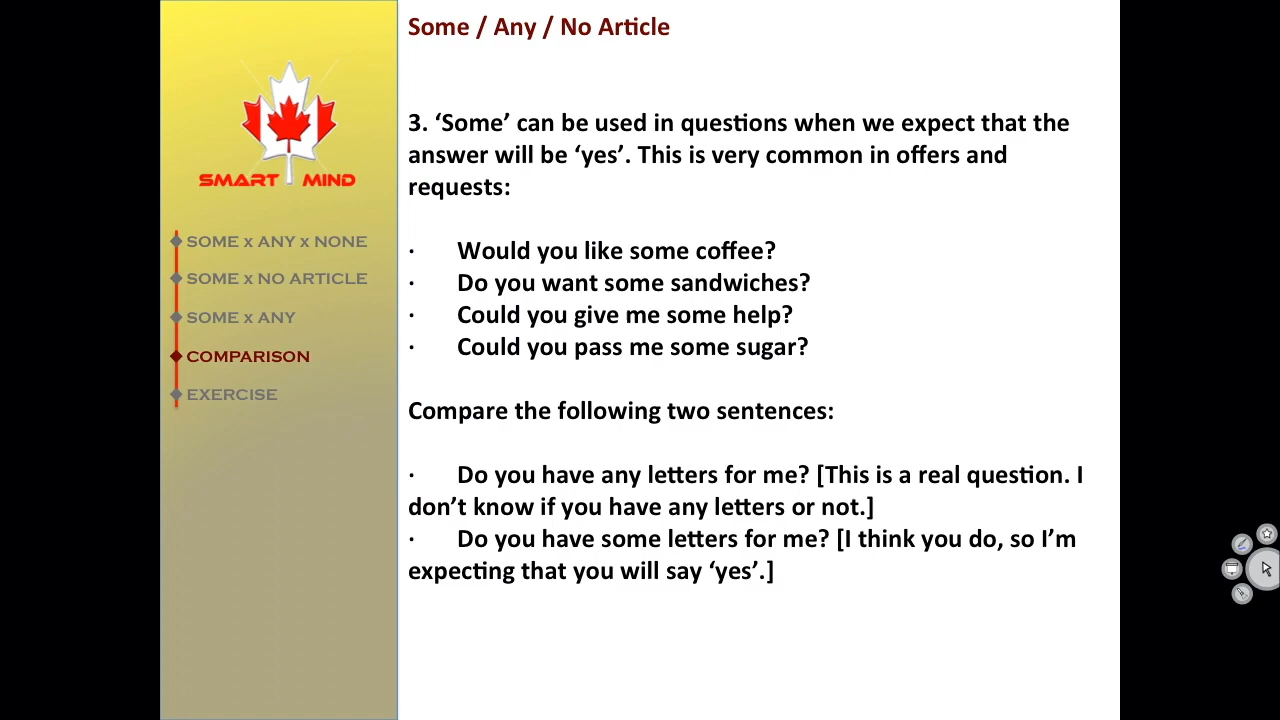 Some / Any / No Article
SMART MIND
SOME x ANY x NONE
SOME x NO ARTICLE
SOME x ANY
COMPARISON
EXERCISE
3. ‘Some’ can be used in questions when we expect that the
answer will be ‘yes’. This is very common in offers and
requests:
· Would you like some coffee?
· Do you want some sandwiches?
· Could you give me some help?
· Could you pass me some sugar?
Compare the following two sentences:
· Do you have any letters for me? [This is a real question. I
don’t know if you have any letters or not.]
· Do you have some letters for me? [I think you do, so I’m
expecting that you will say ‘yes’.]